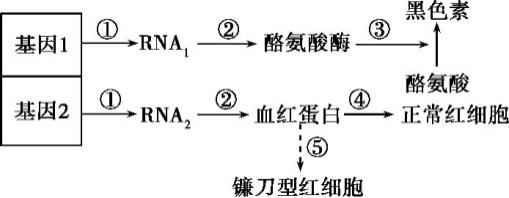 黑色素
基因1 ① RNA₁ ② 酪氨酸酶 ③
酪氨酸
基因2 ① RNA₂ ② 血红蛋白 ④ 正常红细胞
⑤
镰刀型红细胞